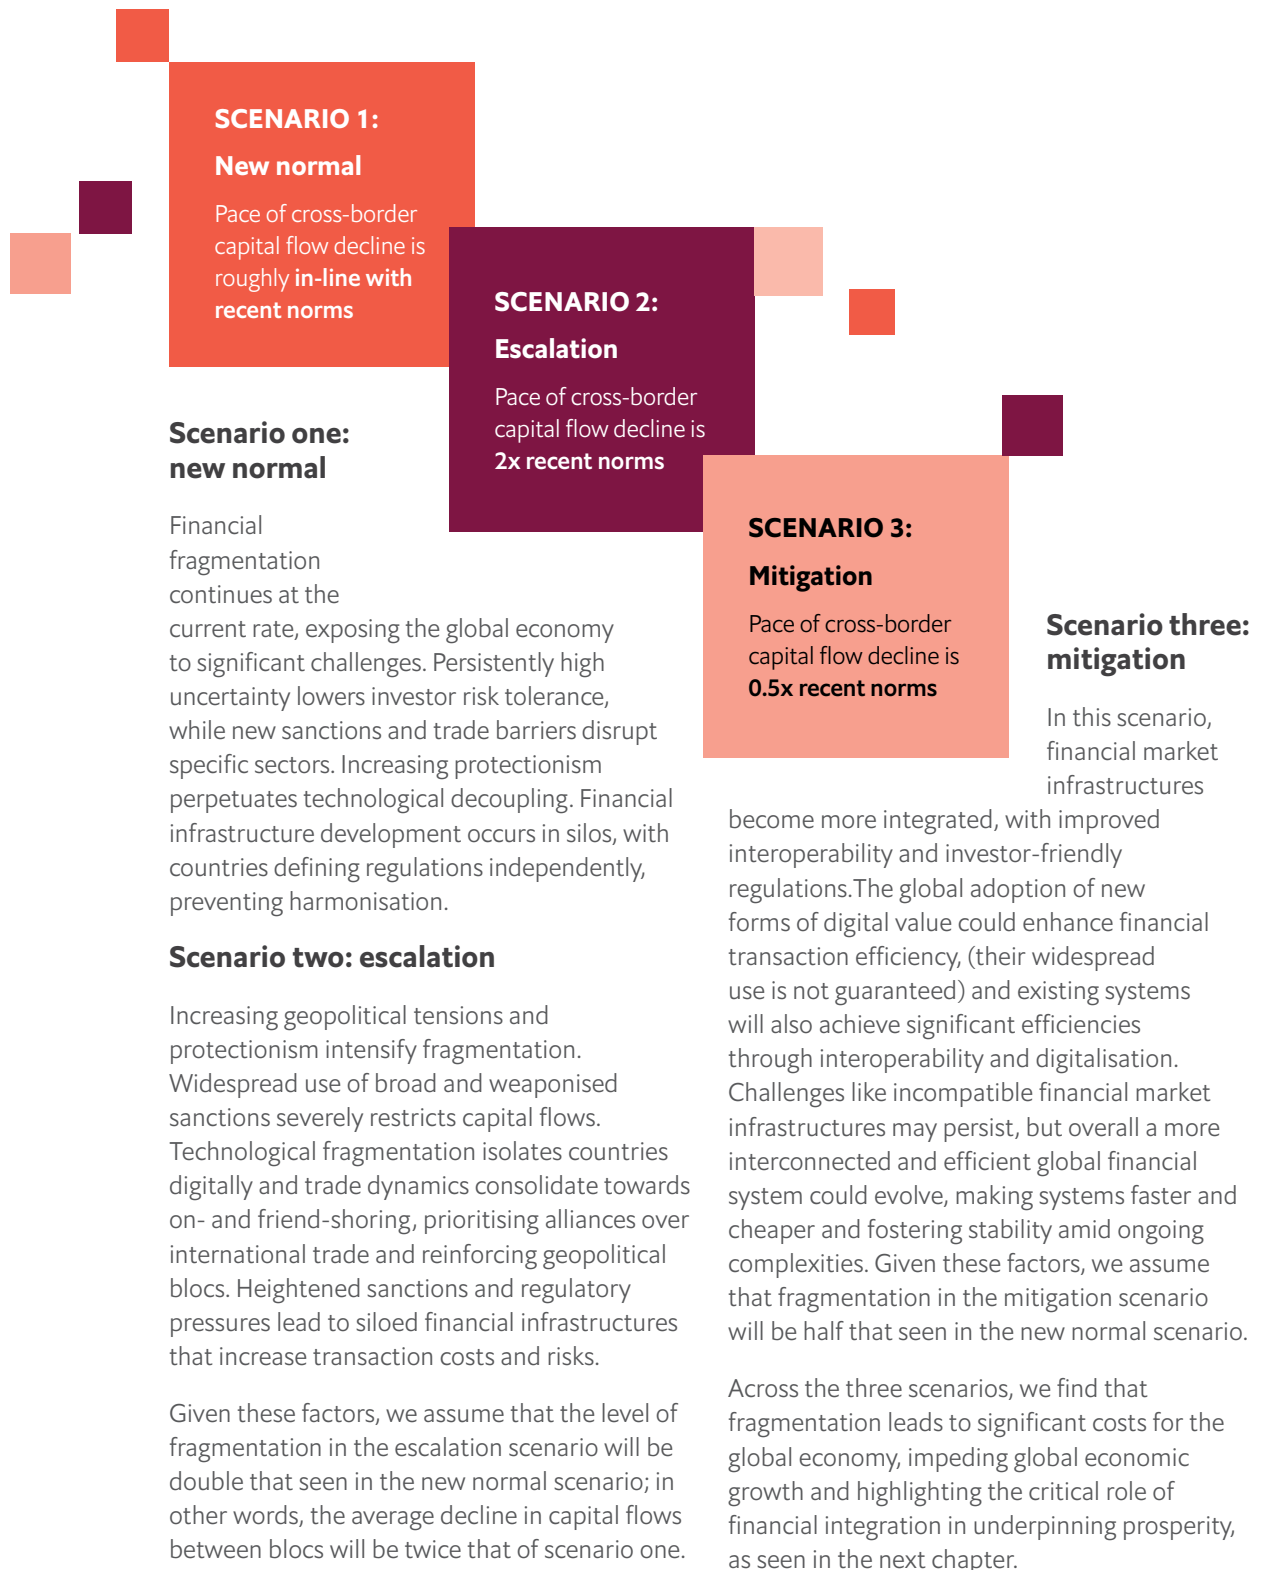 SCENARIO 1:
New normal
Pace of cross-border
capital flow decline is
roughly in-line with
recent norms
SCENARIO 2:
Escalation
Pace of cross-border
capital flow decline is
2x recent norms
SCENARIO 3:
Mitigation
Pace of cross-border
capital flow decline is
0.5x recent norms
Scenario one:
new normal
Financial
fragmentation
continues at the
current rate, exposing the global economy
to significant challenges. Persistently high
uncertainty lowers investor risk tolerance,
while new sanctions and trade barriers disrupt
specific sectors. Increasing protectionism
perpetuates technological decoupling. Financial
infrastructure development occurs in silos, with
countries defining regulations independently,
preventing harmonisation.
Scenario two: escalation
Increasing geopolitical tensions and
protectionism intensify fragmentation.
Widespread use of broad and weaponised
sanctions severely restricts capital flows.
Technological fragmentation isolates countries
digitally and trade dynamics consolidate towards
on- and friend-shoring, prioritising alliances over
international trade and reinforcing geopolitical
blocs. Heightened sanctions and regulatory
pressures lead to siloed financial infrastructures
that increase transaction costs and risks.
Given these factors, we assume that the level of
fragmentation in the escalation scenario will be
double that seen in the new normal scenario; in
other words, the average decline in capital flows
between blocs will be twice that of scenario one.
Scenario three:
mitigation
In this scenario,
financial market
infrastructures
become more integrated, with improved
interoperability and investor-friendly
regulations.The global adoption of new
forms of digital value could enhance financial
transaction efficiency, (their widespread
use is not guaranteed) and existing systems
will also achieve significant efficiencies
through interoperability and digitalisation.
Challenges like incompatible financial market
infrastructures may persist, but overall a more
interconnected and efficient global financial
system could evolve, making systems faster and
cheaper and fostering stability amid ongoing
complexities. Given these factors, we assume
that fragmentation in the mitigation scenario
will be half that seen in the new normal scenario.
Across the three scenarios, we find that
fragmentation leads to significant costs for the
global economy, impeding global economic
growth and highlighting the critical role of
financial integration in underpinning prosperity,
as seen in the next chapter.